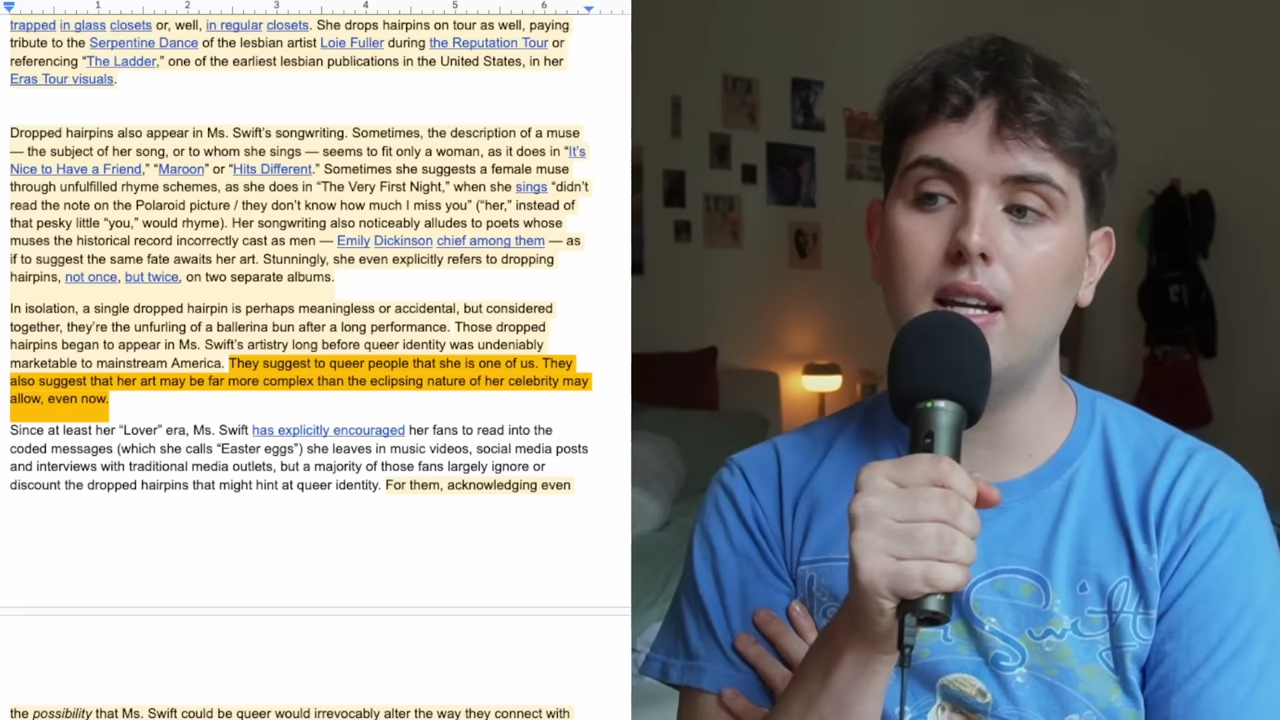 1 2 3 4 5 6
trapped in glass closets or, well, in regular closets. She drops hairpins on tour as well, paying
tribute to the Serpentine Dance of the lesbian artist Loie Fuller during the Reputation Tour or
referencing “The Ladder,” one of the earliest lesbian publications in the United States, in her
Eras Tour visuals.
Dropped hairpins also appear in Ms. Swift’s songwriting. Sometimes, the description of a muse
— the subject of her song, or to whom she sings — seems to fit only a woman, as it does in “It’s
Nice to Have a Friend,” “Maroon” or “Hits Different.” Sometimes she suggests a female muse
through unfulfilled rhyme schemes, as she does in “The Very First Night,” when she sings “didn’t
read the note on the Polaroid picture / they don’t know how much I miss you” (“her,” instead of
that pesky little “you,” would rhyme). Her songwriting also noticeably alludes to poets whose
muses the historical record incorrectly cast as men — Emily Dickinson chief among them — as
if to suggest the same fate awaits her art. Stunningly, she even explicitly refers to dropping
hairpins, not once, but twice, on two separate albums.
In isolation, a single dropped hairpin is perhaps meaningless or accidental, but considered
together, they’re the unfurling of a ballerina bun after a long performance. Those dropped
hairpins began to appear in Ms. Swift’s artistry long before queer identity was undeniably
marketable to mainstream America. They suggest to queer people that she is one of us. They
also suggest that her art may be far more complex than the eclipsing nature of her celebrity may
allow, even now.
Since at least her “Lover” era, Ms. Swift has explicitly encouraged her fans to read into the
coded messages (which she calls “Easter eggs”) she leaves in music videos, social media posts
and interviews with traditional media outlets, but a majority of those fans largely ignore or
discount the dropped hairpins that might hint at queer identity. For them, acknowledging even
the possibility that Ms. Swift could be queer would irrevocably alter the way they connect with
Swift